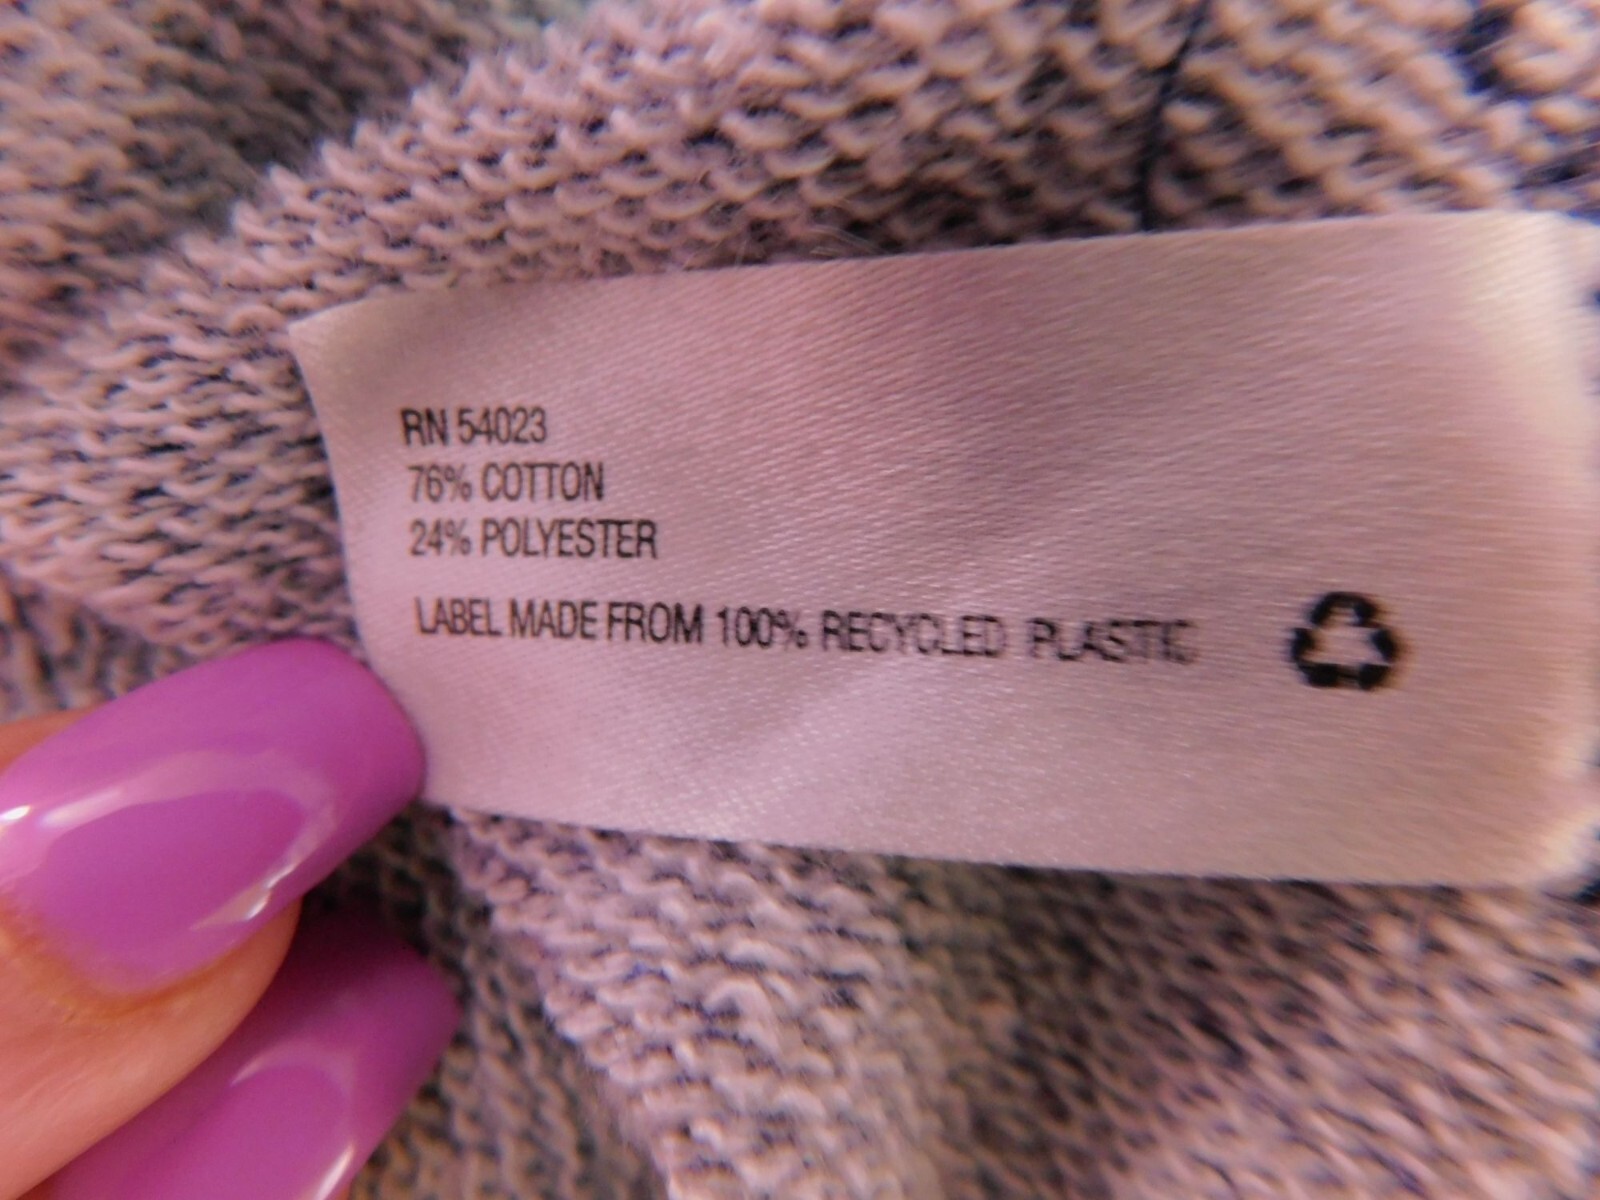 RN 54023
76% COTTON
24% POLYESTER
LABEL MADE FROM 100% RECYCLED PLASTIC